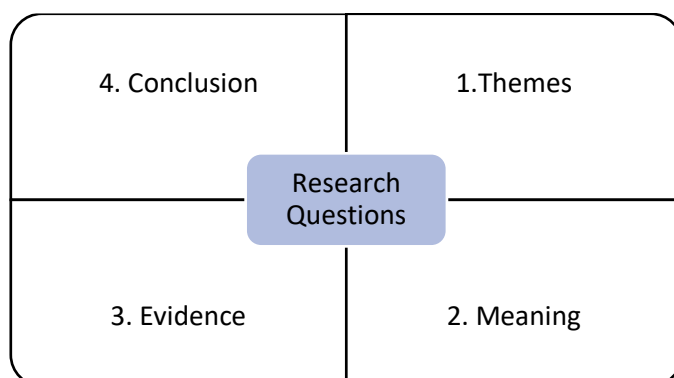 4. Conclusion
1.Themes
Research
Questions
3. Evidence
2. Meaning